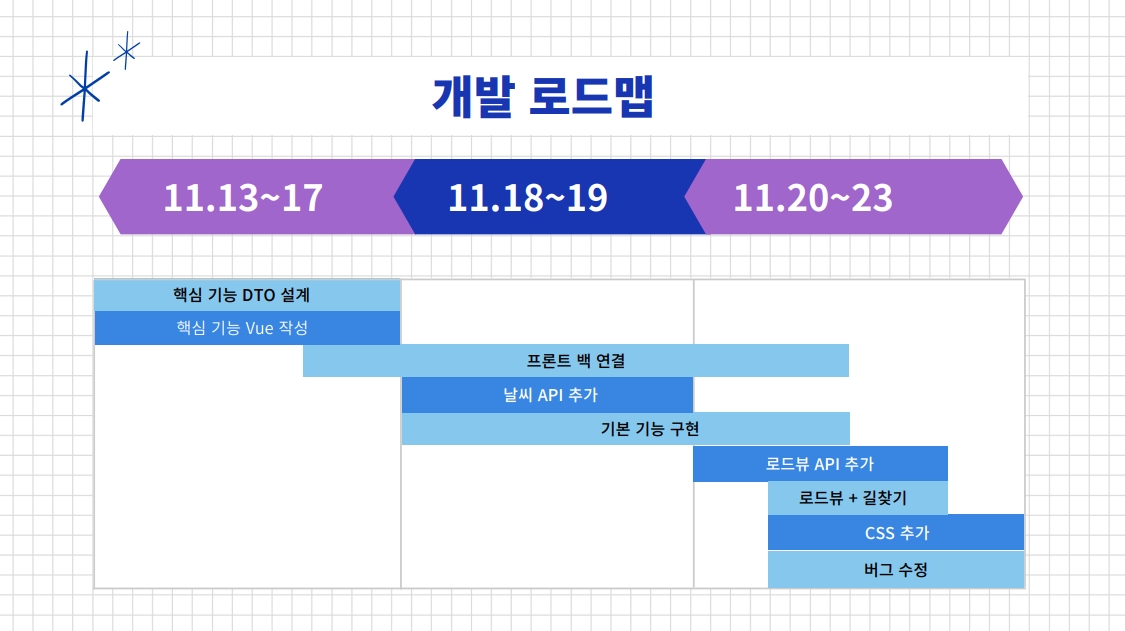 개발 로드맵
11.13~17
11.18~19
11.20~23
핵심 기능 DTO 설계
핵심 기능 Vue 작성
프론트 백 연결
날씨 API 추가
기본 기능 구현
로드뷰 API 추가
로드뷰 + 길찾기
CSS 추가
버그 수정